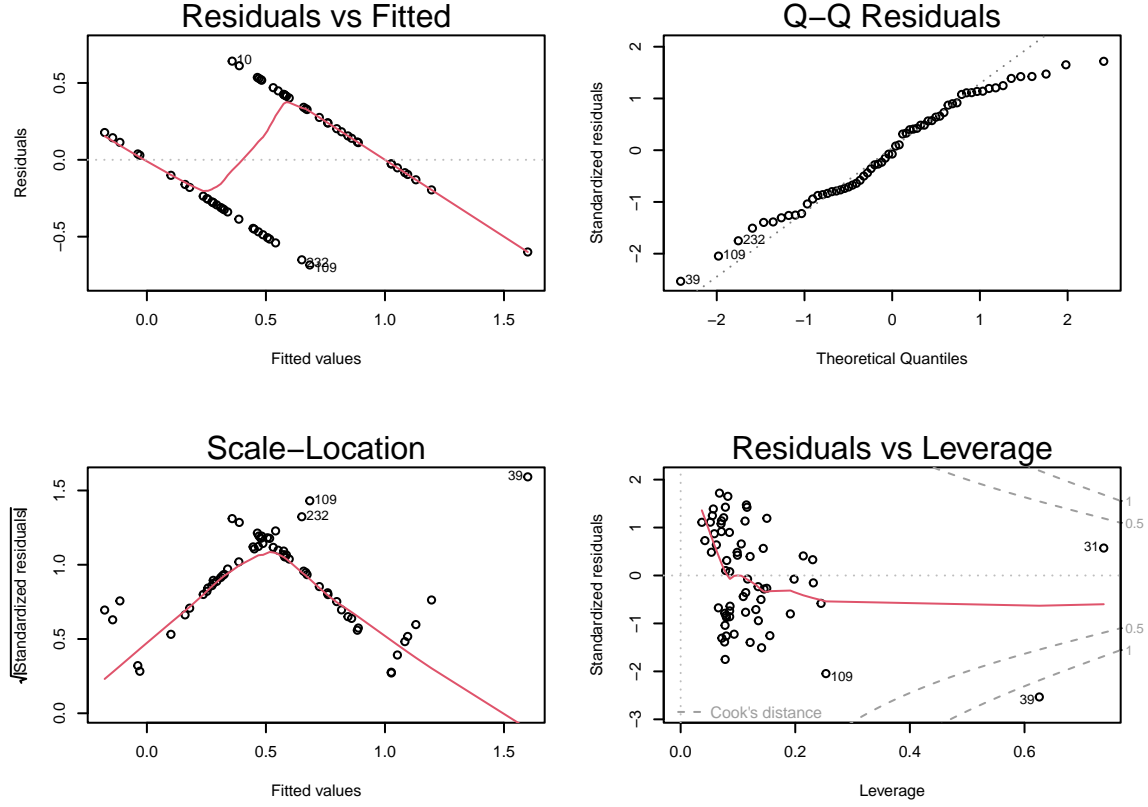 Residuals vs Fitted
Residuals
0.5
0.0
−0.5
10
232
109
0.0 0.5 1.0 1.5
Fitted values
Q−Q Residuals
Standardized residuals
2
1
0
−1
−2
232
109
39
−2 −1 0 1 2
Theoretical Quantiles
Scale−Location
√|Standardized residuals|
1.5
1.0
0.5
0.0
39
109
232
0.0 0.5 1.0 1.5
Fitted values
Residuals vs Leverage
Standardized residuals
2
1
0
−1
−2
−3
1
0.5
31
0.5
1
109
39
Cook's distance
0.0 0.2 0.4 0.6
Leverage